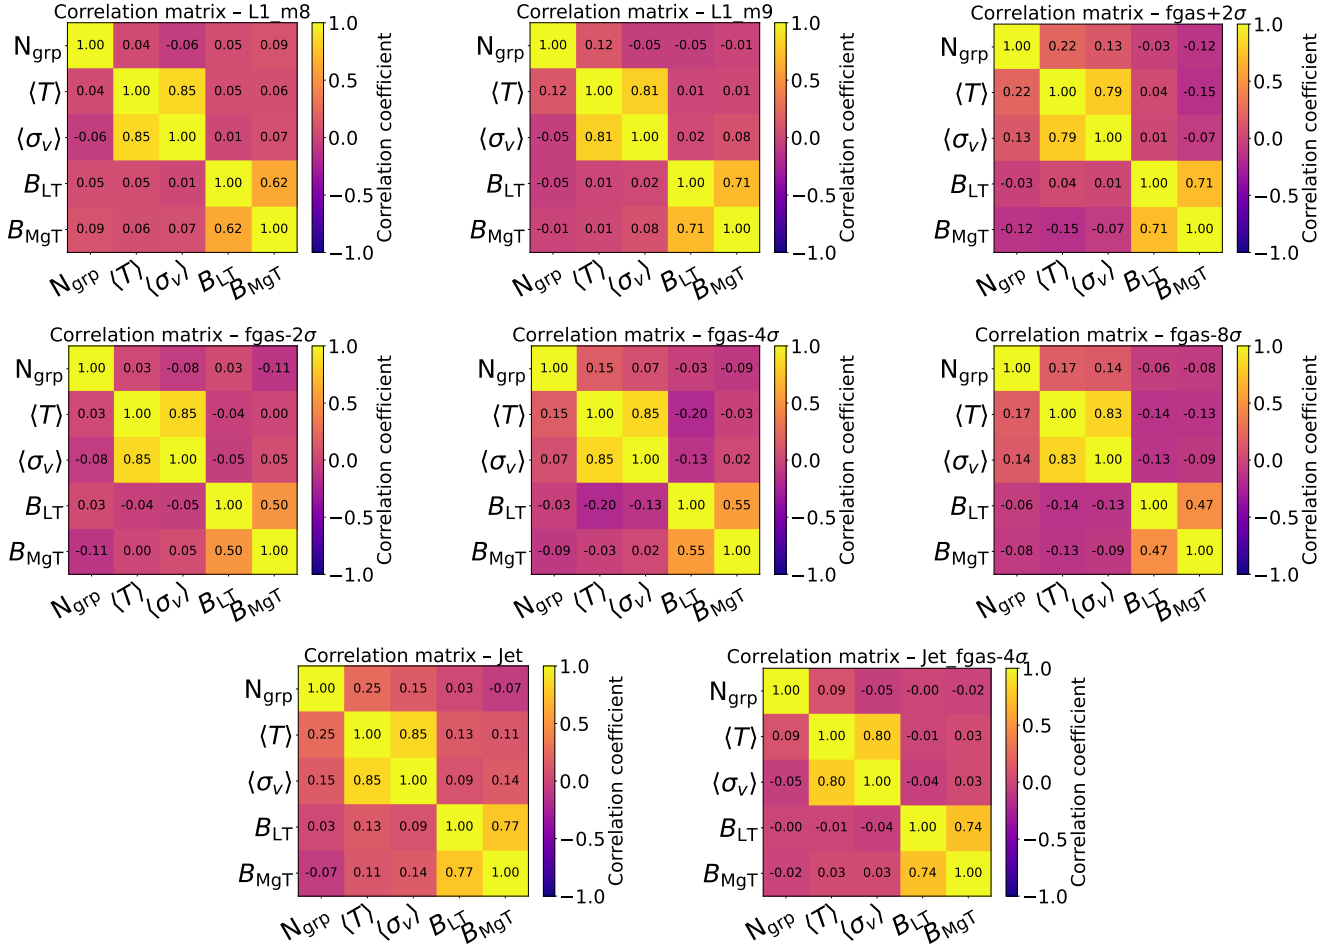 Correlation matrix – L1_m8
N_grp 1.00 0.04 -0.06 0.05 0.09
⟨T⟩ 0.04 1.00 0.85 0.05 0.06
⟨σ_v⟩ -0.06 0.85 1.00 0.01 0.07
B_LT 0.05 0.05 0.01 1.00 0.62
B_MgT 0.09 0.06 0.07 0.62 1.00
N_grp ⟨T⟩ ⟨σ_v⟩ B_LT B_MgT
1.0
0.5
0.0
−0.5
−1.0
Correlation coefficient
Correlation matrix – L1_m9
N_grp 1.00 0.12 -0.05 -0.05 -0.01
⟨T⟩ 0.12 1.00 0.81 0.01 0.01
⟨σ_v⟩ -0.05 0.81 1.00 0.02 0.08
B_LT -0.05 0.01 0.02 1.00 0.71
B_MgT -0.01 0.01 0.08 0.71 1.00
N_grp ⟨T⟩ ⟨σ_v⟩ B_LT B_MgT
1.0
0.5
0.0
−0.5
−1.0
Correlation coefficient
Correlation matrix – fgas+2σ
N_grp 1.00 0.22 0.13 -0.03 -0.12
⟨T⟩ 0.22 1.00 0.79 0.04 -0.15
⟨σ_v⟩ 0.13 0.79 1.00 0.01 -0.07
B_LT -0.03 0.04 0.01 1.00 0.71
B_MgT -0.12 -0.15 -0.07 0.71 1.00
N_grp ⟨T⟩ ⟨σ_v⟩ B_LT B_MgT
1.0
0.5
0.0
−0.5
−1.0
Correlation coefficient
Correlation matrix – fgas-2σ
N_grp 1.00 0.03 -0.08 0.03 -0.11
⟨T⟩ 0.03 1.00 0.85 -0.04 0.00
⟨σ_v⟩ -0.08 0.85 1.00 -0.05 0.05
B_LT 0.03 -0.04 -0.05 1.00 0.50
B_MgT -0.11 0.00 0.05 0.50 1.00
N_grp ⟨T⟩ ⟨σ_v⟩ B_LT B_MgT
1.0
0.5
0.0
−0.5
−1.0
Correlation coefficient
Correlation matrix – fgas-4σ
N_grp 1.00 0.15 0.07 -0.03 -0.09
⟨T⟩ 0.15 1.00 0.85 -0.20 -0.03
⟨σ_v⟩ 0.07 0.85 1.00 -0.13 0.02
B_LT -0.03 -0.20 -0.13 1.00 0.55
B_MgT -0.09 -0.03 0.02 0.55 1.00
N_grp ⟨T⟩ ⟨σ_v⟩ B_LT B_MgT
1.0
0.5
0.0
−0.5
−1.0
Correlation coefficient
Correlation matrix – fgas-8σ
N_grp 1.00 0.17 0.14 -0.06 -0.08
⟨T⟩ 0.17 1.00 0.83 -0.14 -0.13
⟨σ_v⟩ 0.14 0.83 1.00 -0.13 -0.09
B_LT -0.06 -0.14 -0.13 1.00 0.47
B_MgT -0.08 -0.13 -0.09 0.47 1.00
N_grp ⟨T⟩ ⟨σ_v⟩ B_LT B_MgT
1.0
0.5
0.0
−0.5
−1.0
Correlation coefficient
Correlation matrix – Jet
N_grp 1.00 0.25 0.15 0.03 -0.07
⟨T⟩ 0.25 1.00 0.85 0.13 0.11
⟨σ_v⟩ 0.15 0.85 1.00 0.09 0.14
B_LT 0.03 0.13 0.09 1.00 0.77
B_MgT -0.07 0.11 0.14 0.77 1.00
N_grp ⟨T⟩ ⟨σ_v⟩ B_LT B_MgT
1.0
0.5
0.0
−0.5
−1.0
Correlation coefficient
Correlation matrix – Jet_fgas-4σ
N_grp 1.00 0.09 -0.05 -0.00 -0.02
⟨T⟩ 0.09 1.00 0.80 -0.01 0.03
⟨σ_v⟩ -0.05 0.80 1.00 -0.04 0.03
B_LT -0.00 -0.01 -0.04 1.00 0.74
B_MgT -0.02 0.03 0.03 0.74 1.00
N_grp ⟨T⟩ ⟨σ_v⟩ B_LT B_MgT
1.0
0.5
0.0
−0.5
−1.0
Correlation coefficient